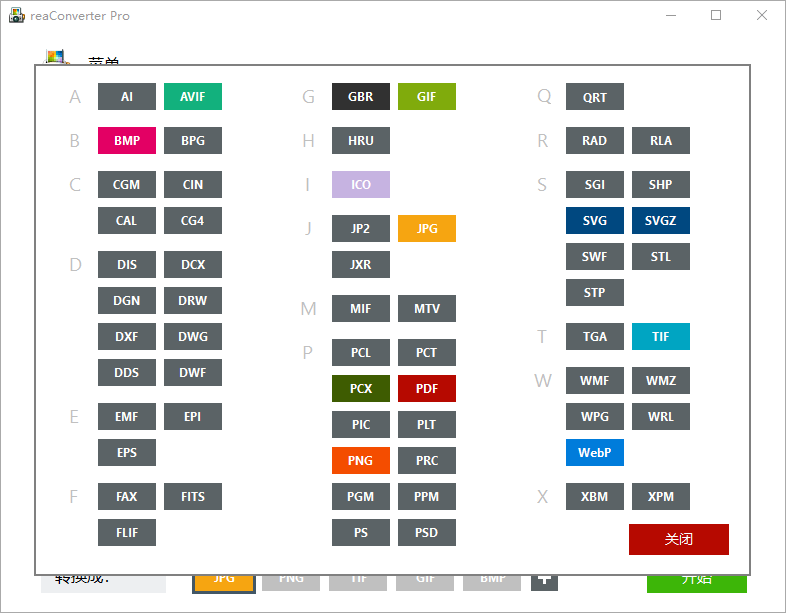 reaConverter Pro
菜单
A AI AVIF
B BMP BPG
C CGM CIN
CAL CG4
D DIS DCX
DGN DRW
DXF DWG
DDS DWF
E EMF EPI
EPS
F FAX FITS
FLIF
G GBR GIF
H HRU
I ICO
J JP2 JPG
JXR
M MIF MTV
P PCL PCT
PCX PDF
PIC PLT
PNG PRC
PGM PPM
PS PSD
Q QRT
R RAD RLA
S SGI SHP
SVG SVGZ
SWF STL
STP
T TGA TIF
W WMF WMZ
WPG WRL
WebP
X XBM XPM
关闭
转换成: JPG PNG TIF GIF BMP + 开始